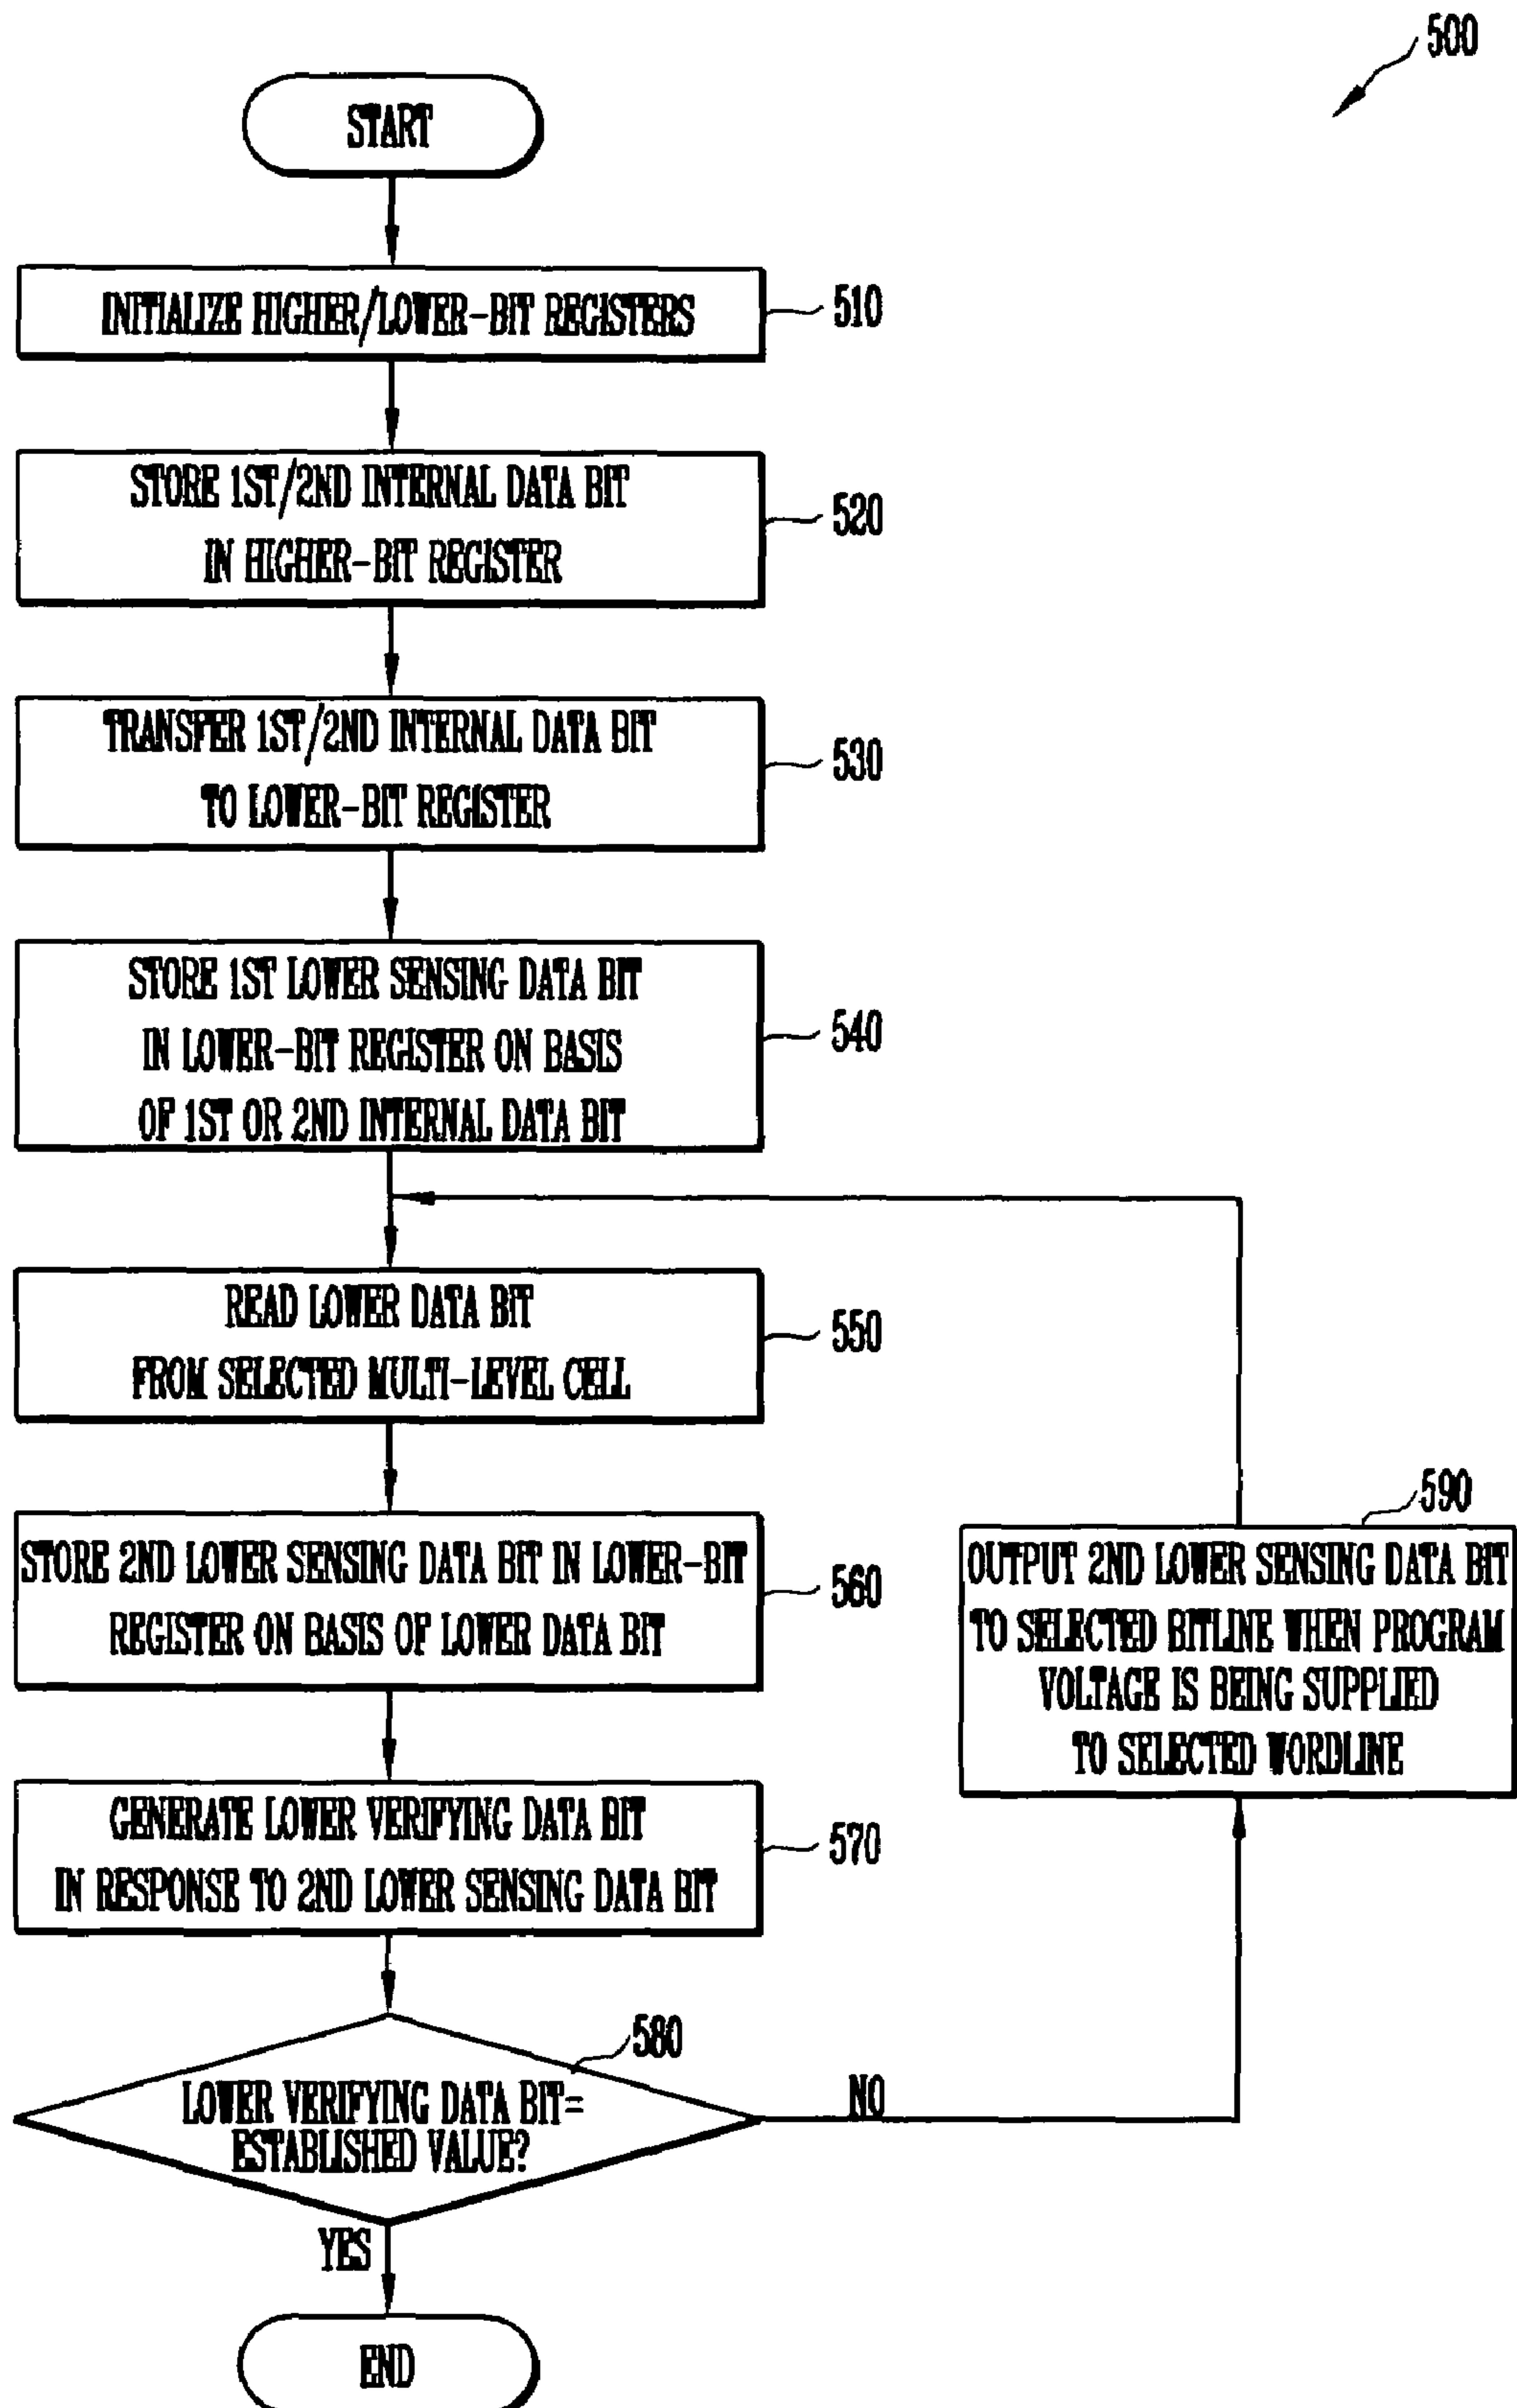 500
START
INITIALIZE HIGHER/LOWER-BIT REGISTERS
510
STORE 1ST/2ND INTERNAL DATA BIT
IN HIGHER-BIT REGISTER
520
TRANSFER 1ST/2ND INTERNAL DATA BIT
TO LOWER-BIT REGISTER
530
STORE 1ST LOWER SENSING DATA BIT
IN LOWER-BIT REGISTER ON BASIS
OF 1ST OR 2ND INTERNAL DATA BIT
540
READ LOWER DATA BIT
FROM SELECTED MULTI-LEVEL CELL
550
STORE 2ND LOWER SENSING DATA BIT IN LOWER-BIT
REGISTER ON BASIS OF LOWER DATA BIT
560
590
OUTPUT 2ND LOWER SENSING DATA BIT
TO SELECTED BITLINE WHEN PROGRAM
VOLTAGE IS BEING SUPPLIED
TO SELECTED WORDLINE
GENERATE LOWER VERIFYING DATA BIT
IN RESPONSE TO 2ND LOWER SENSING DATA BIT
570
580
LOWER VERIFYING DATA BIT=
ESTABLISHED VALUE?
NO
YES
END